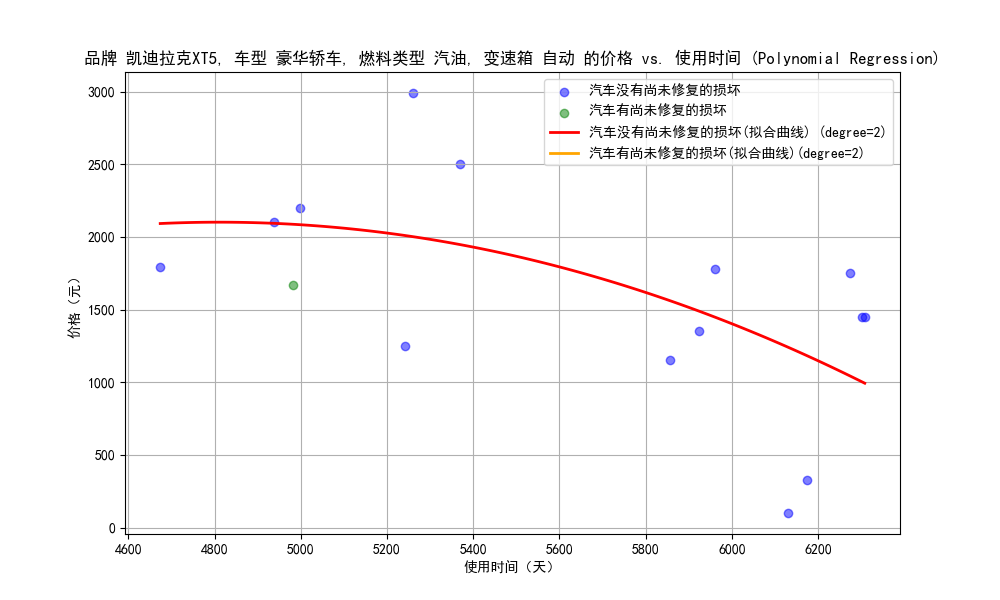 品牌 凯迪拉克XT5, 车型 豪华轿车, 燃料类型 汽油, 变速箱 自动 的价格 vs. 使用时间 (Polynomial Regression)
汽车没有尚未修复的损坏
汽车有尚未修复的损坏
汽车没有尚未修复的损坏(拟合曲线) (degree=2)
汽车有尚未修复的损坏(拟合曲线)(degree=2)
价格（元）
3000
2500
2000
1500
1000
500
0
4600 4800 5000 5200 5400 5600 5800 6000 6200
使用时间（天）